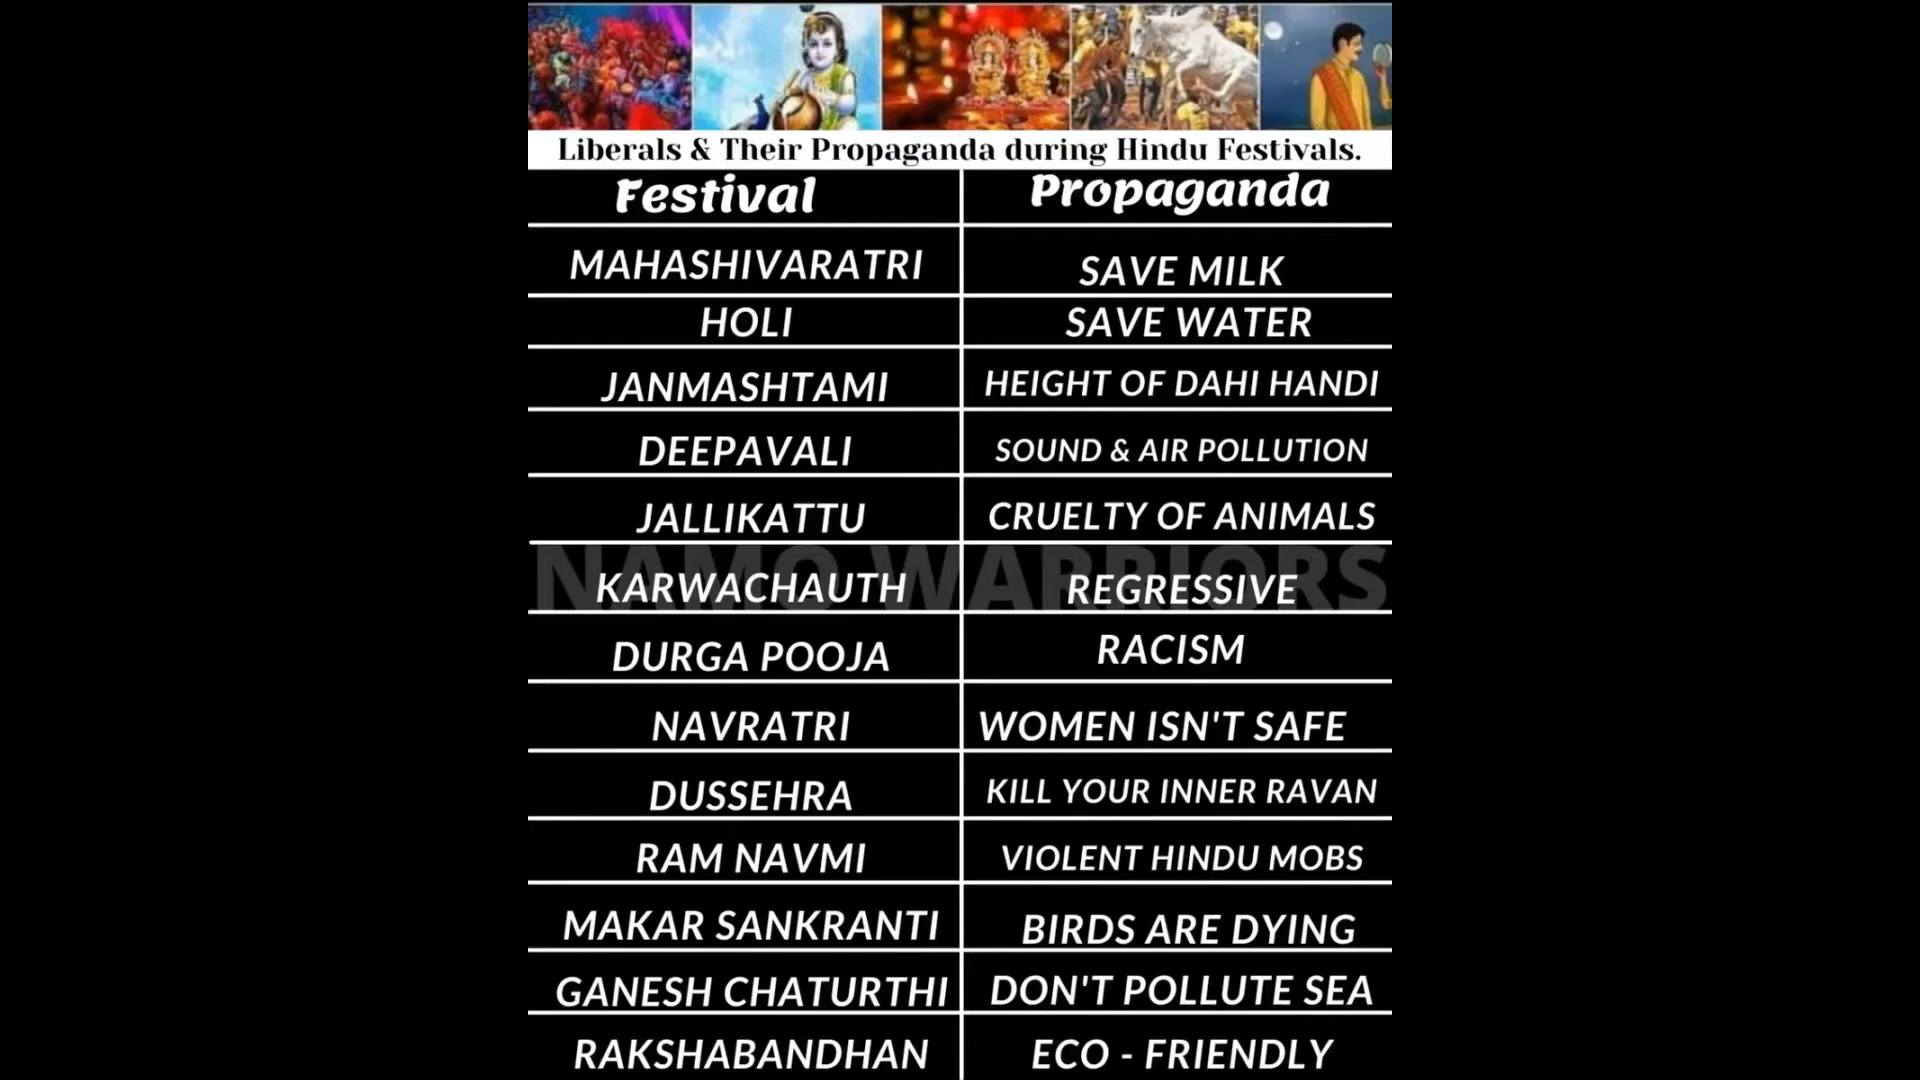 Liberals & Their Propaganda during Hindu Festivals.
Festival Propaganda
MAHASHIVARATRI SAVE MILK
HOLI SAVE WATER
JANMASHTAMI HEIGHT OF DAHI HANDI
DEEPAVALI SOUND & AIR POLLUTION
JALLIKATTU CRUELTY OF ANIMALS
NAMO WARRIORS
KARWACHAUTH REGRESSIVE
DURGA POOJA RACISM
NAVRATRI WOMEN ISN'T SAFE
DUSSEHRA KILL YOUR INNER RAVAN
RAM NAVMI VIOLENT HINDU MOBS
MAKAR SANKRANTI BIRDS ARE DYING
GANESH CHATURTHI DON'T POLLUTE SEA
RAKSHABANDHAN ECO - FRIENDLY